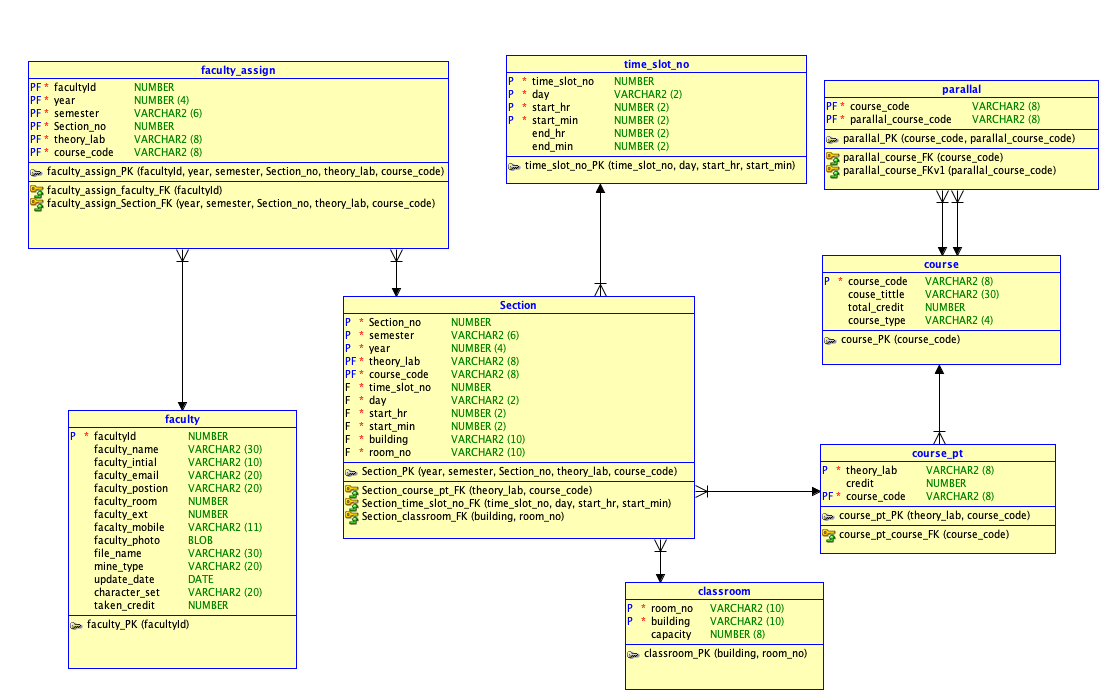 faculty_assign
PF * facultyId NUMBER
PF * year NUMBER (4)
PF * semester VARCHAR2 (6)
PF * Section_no NUMBER
PF * theory_lab VARCHAR2 (8)
PF * course_code VARCHAR2 (8)
faculty_assign_PK (facultyId, year, semester, Section_no, theory_lab, course_code)
faculty_assign_faculty_FK (facultyId)
faculty_assign_Section_FK (year, semester, Section_no, theory_lab, course_code)
time_slot_no
P * time_slot_no NUMBER
P * day VARCHAR2 (2)
P * start_hr NUMBER (2)
P * start_min NUMBER (2)
end_hr NUMBER (2)
end_min NUMBER (2)
time_slot_no_PK (time_slot_no, day, start_hr, start_min)
parallal
PF * course_code VARCHAR2 (8)
PF * parallal_course_code VARCHAR2 (8)
parallal_PK (course_code, parallal_course_code)
parallal_course_FK (course_code)
parallal_course_FKv1 (parallal_course_code)
course
P * course_code VARCHAR2 (8)
couse_tittle VARCHAR2 (30)
total_credit NUMBER
course_type VARCHAR2 (4)
course_PK (course_code)
Section
P * Section_no NUMBER
P * semester VARCHAR2 (6)
P * year NUMBER (4)
PF * theory_lab VARCHAR2 (8)
PF * course_code VARCHAR2 (8)
F * time_slot_no NUMBER
F * day VARCHAR2 (2)
F * start_hr NUMBER (2)
F * start_min NUMBER (2)
F * building VARCHAR2 (10)
F * room_no VARCHAR2 (10)
Section_PK (year, semester, Section_no, theory_lab, course_code)
Section_course_pt_FK (theory_lab, course_code)
Section_time_slot_no_FK (time_slot_no, day, start_hr, start_min)
Section_classroom_FK (building, room_no)
faculty
P * facultyId NUMBER
faculty_name VARCHAR2 (30)
faculty_intial VARCHAR2 (10)
faculty_email VARCHAR2 (20)
faculty_postion VARCHAR2 (20)
faculty_room NUMBER
faculty_ext NUMBER
faculty_mobile VARCHAR2 (11)
faculty_photo BLOB
file_name VARCHAR2 (30)
mine_type VARCHAR2 (20)
update_date DATE
character_set VARCHAR2 (20)
taken_credit NUMBER
faculty_PK (facultyId)
course_pt
P * theory_lab VARCHAR2 (8)
credit NUMBER
PF * course_code VARCHAR2 (8)
course_pt_PK (theory_lab, course_code)
course_pt_course_FK (course_code)
classroom
P * room_no VARCHAR2 (10)
P * building VARCHAR2 (10)
capacity NUMBER (8)
classroom_PK (building, room_no)